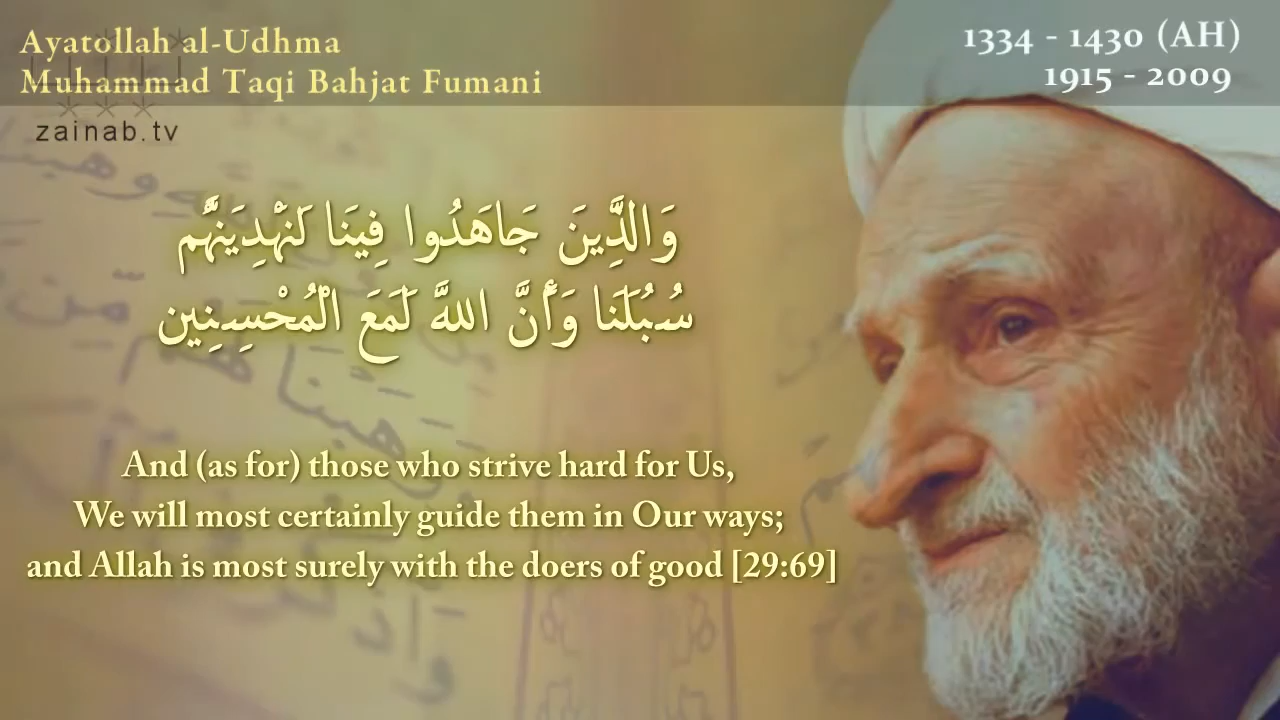 Ayatollah al-Udhma
Muhammad Taqi Bahjat Fumani
1334 - 1430 (AH)
1915 - 2009
zainab.tv
وَالَّذِينَ جَاهَدُوا فِينَا لَنَهْدِيَنَّهُمْ
سُبُلَنَا وَأَنَّ اللهَّ لَمَعَ الْمُحْسِنِين
And (as for) those who strive hard for Us,
We will most certainly guide them in Our ways;
and Allah is most surely with the doers of good [29:69]